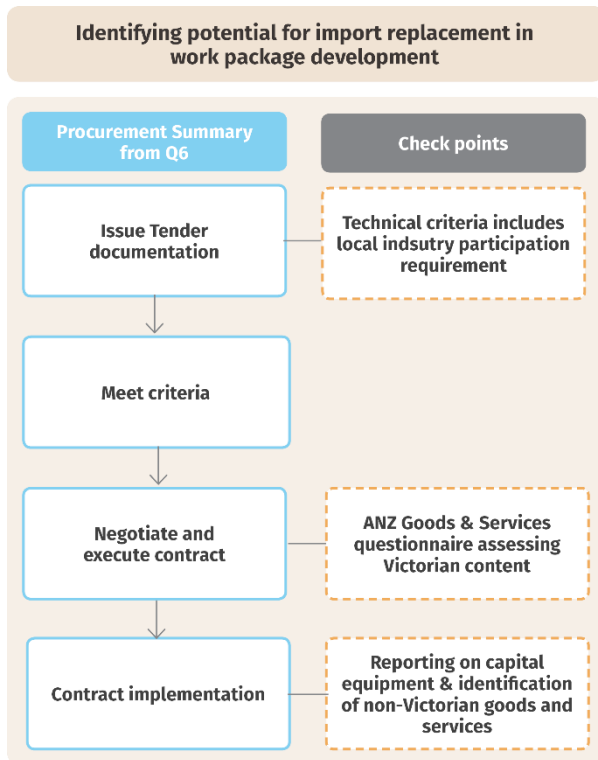 Identifying potential for import replacement in
work package development
Procurement Summary
from Q6
Check points
Issue Tender
documentation
Technical criteria includes
local indsutry participation
requirement
Meet criteria
Negotiate and
execute contract
ANZ Goods & Services
questionnaire assessing
Victorian content
Contract implementation
Reporting on capital
equipment & identification
of non-Victorian goods and
services